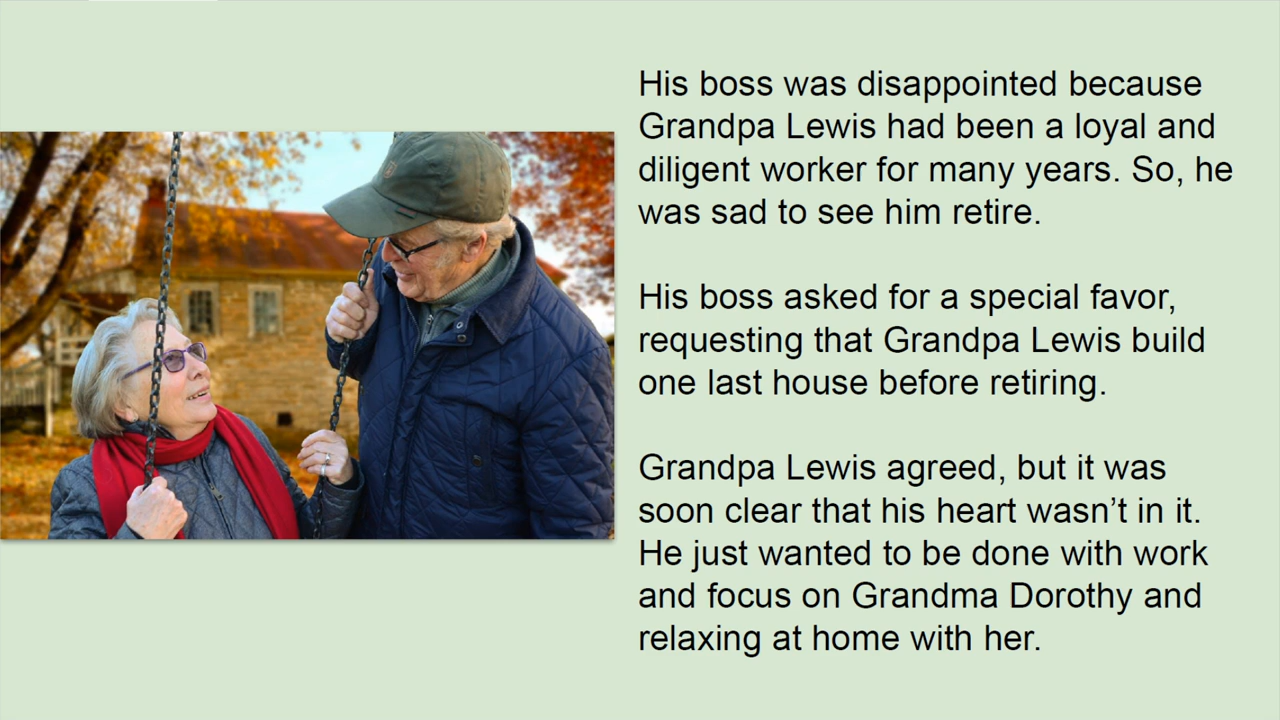 His boss was disappointed because
Grandpa Lewis had been a loyal and
diligent worker for many years. So, he
was sad to see him retire.
His boss asked for a special favor,
requesting that Grandpa Lewis build
one last house before retiring.
Grandpa Lewis agreed, but it was
soon clear that his heart wasn’t in it.
He just wanted to be done with work
and focus on Grandma Dorothy and
relaxing at home with her.